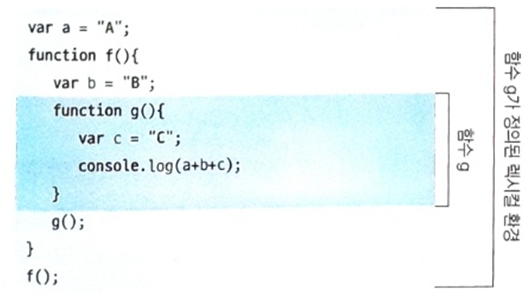 var a = "A";
function f(){
var b = "B";
function g(){
var c = "C";
console.log(a+b+c);
}
g();
}
f();
함수 g
함수 g가 정의된 렉시컬 환경